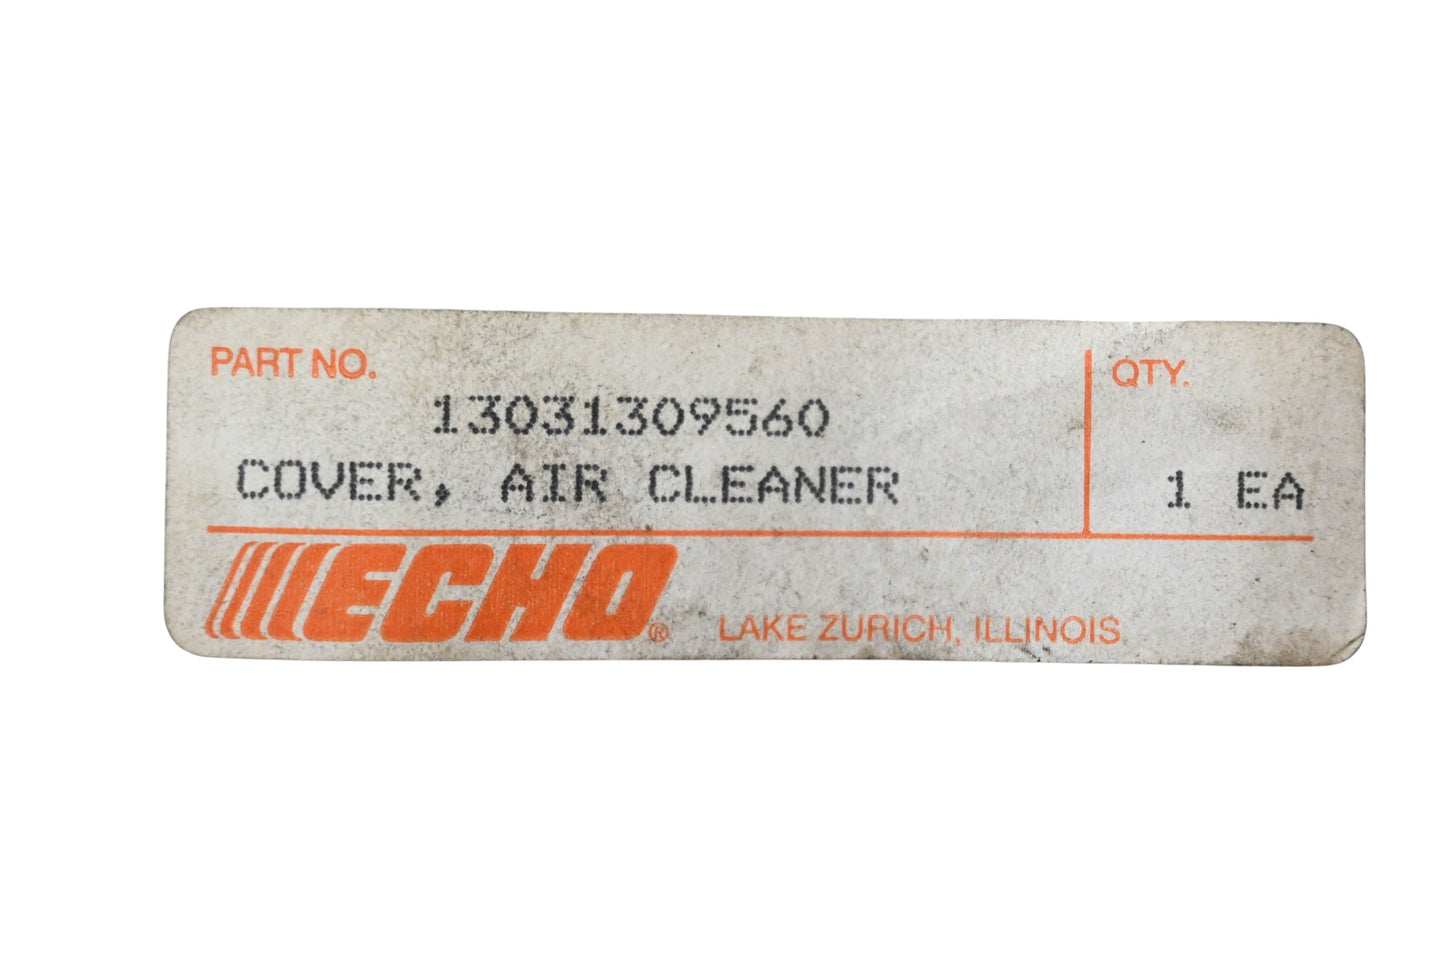 PART NO.
QTY.
13031309560
COVER, AIR CLEANER
1 EA
ECHO®
LAKE ZURICH, ILLINOIS